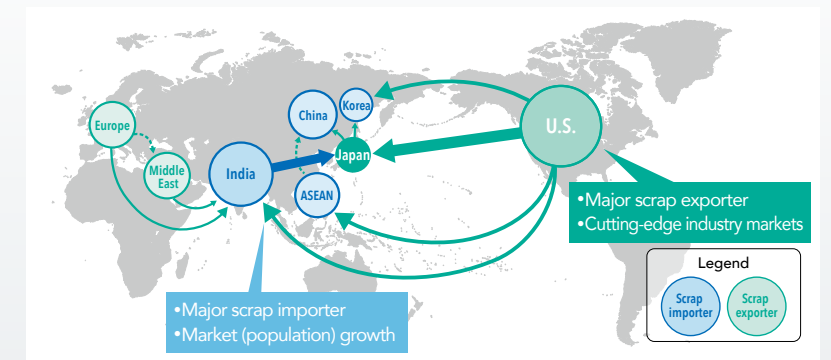 Europe
Middle
East
India
China
Korea
Japan
ASEAN
U.S.
•Major scrap exporter
•Cutting-edge industry markets
•Major scrap importer
•Market (population) growth
Legend
Scrap
importer
Scrap
exporter